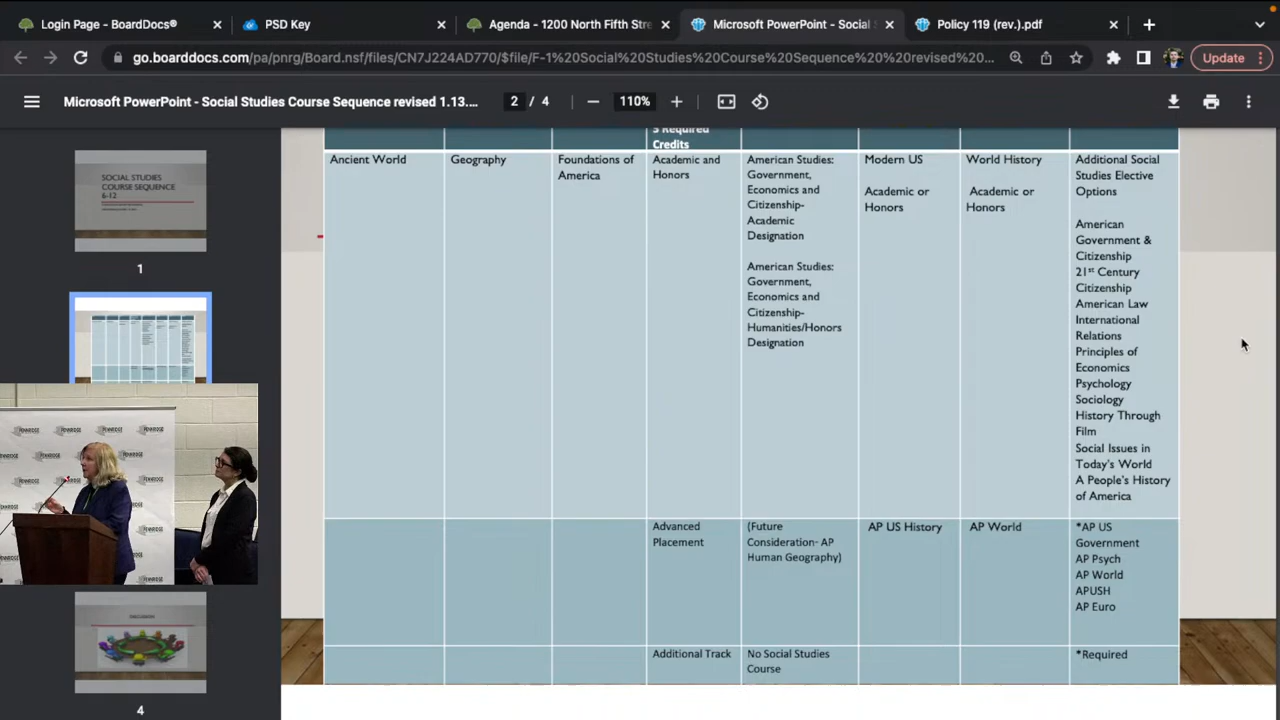 Login Page - BoardDocs®
PSD Key
Agenda - 1200 North Fifth Stre
Microsoft PowerPoint - Social S
Policy 119 (rev.).pdf
go.boarddocs.com/pa/pnrg/Board.nsf/files/CN7J224AD770/$file/F-1%20Social%20Studies%20Course%20Sequence%20%20revised%20...
Update
Microsoft PowerPoint - Social Studies Course Sequence revised 1.13....
2 / 4
110%
SOCIAL STUDIES
COURSE SEQUENCE
6-12
1
DISCUSSION
4
PENNRIDGE
3 Required
Credits
Ancient World
Geography
Foundations of
America
Academic and
Honors
American Studies:
Government,
Economics and
Citizenship-
Academic
Designation
American Studies:
Government,
Economics and
Citizenship-
Humanities/Honors
Designation
Modern US
Academic or
Honors
World History
Academic or
Honors
Additional Social
Studies Elective
Options
American
Government &
Citizenship
21st Century
Citizenship
American Law
International
Relations
Principles of
Economics
Psychology
Sociology
History Through
Film
Social Issues in
Today's World
A People's History
of America
Advanced
Placement
(Future
Consideration- AP
Human Geography)
AP US History
AP World
*AP US
Government
AP Psych
AP World
APUSH
AP Euro
Additional Track
No Social Studies
Course
*Required